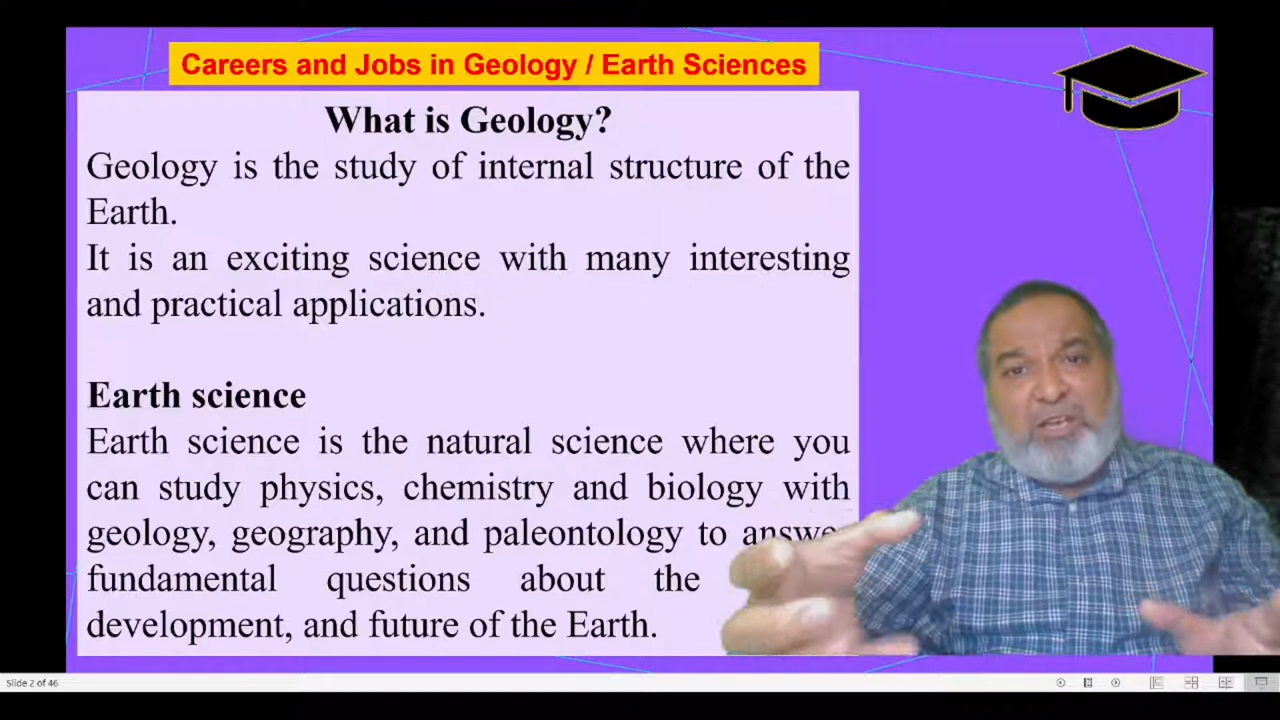 Careers and Jobs in Geology / Earth Sciences
What is Geology?
Geology is the study of internal structure of the
Earth.
It is an exciting science with many interesting
and practical applications.
Earth science
Earth science is the natural science where you
can study physics, chemistry and biology with
geology, geography, and paleontology to
fundamental questions about the
development, and future of the Earth.
Slide 2 of 46